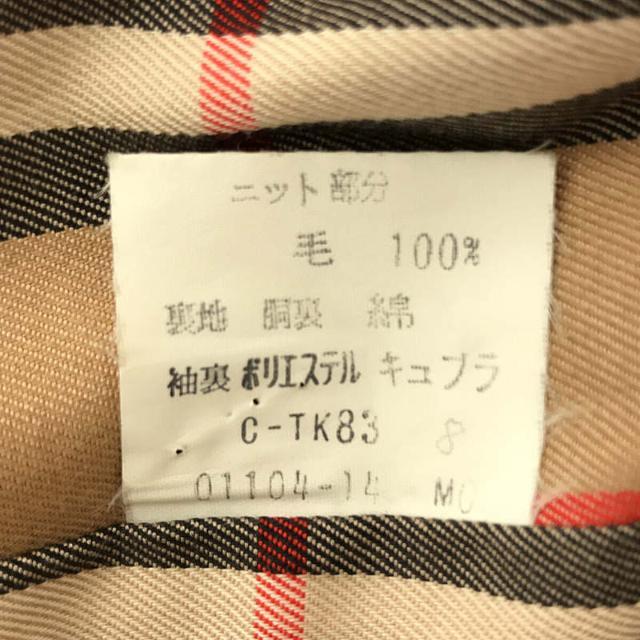 ニット部分
毛 100%
裏地 胴裏 綿
袖裏 ポリエステル キュプラ
C-TK83 8
01104-14 MO